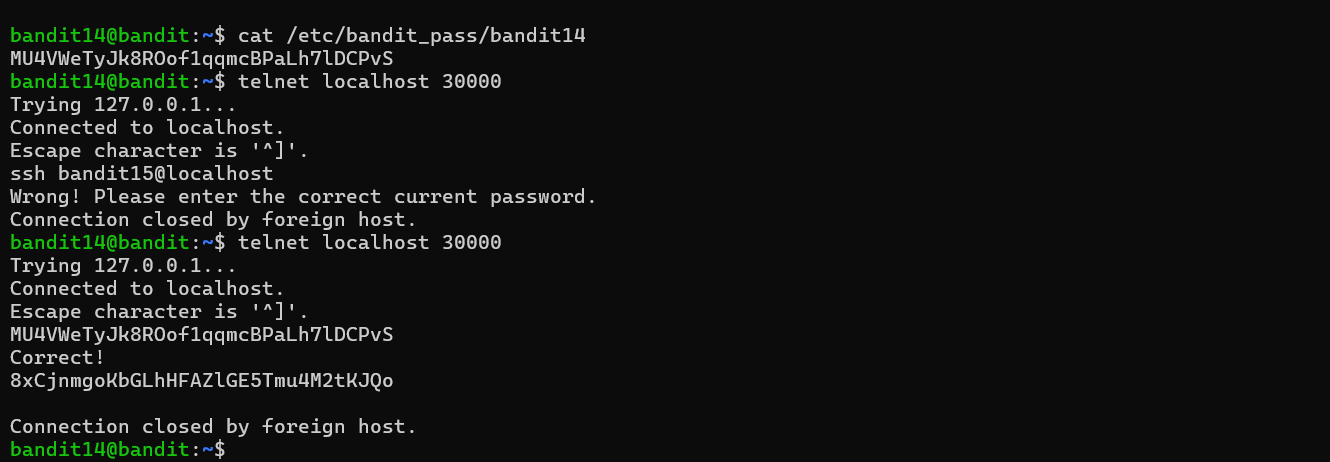 bandit14@bandit:~$ cat /etc/bandit_pass/bandit14
MU4VWeTyJk8ROof1qqmcBPaLh7lDCPvS
bandit14@bandit:~$ telnet localhost 30000
Trying 127.0.0.1...
Connected to localhost.
Escape character is '^]'.
ssh bandit15@localhost
Wrong! Please enter the correct current password.
Connection closed by foreign host.
bandit14@bandit:~$ telnet localhost 30000
Trying 127.0.0.1...
Connected to localhost.
Escape character is '^]'.
MU4VWeTyJk8ROof1qqmcBPaLh7lDCPvS
Correct!
8xCjnmgoKbGLhHFAZlGE5Tmu4M2tKJQo
Connection closed by foreign host.
bandit14@bandit:~$